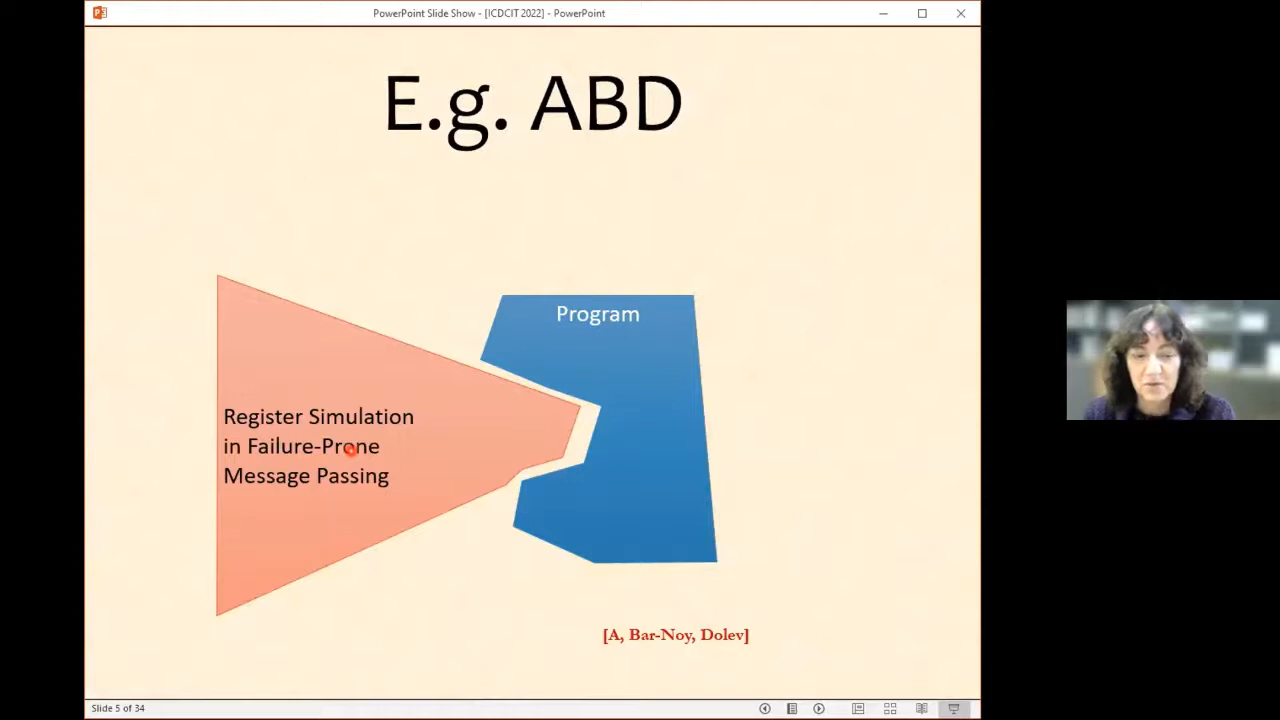 PowerPoint Slide Show - [ICDCIT 2022] - PowerPoint
E.g. ABD
Program
Register Simulation
in Failure-Prone
Message Passing
[A, Bar-Noy, Dolev]
Slide 5 of 34